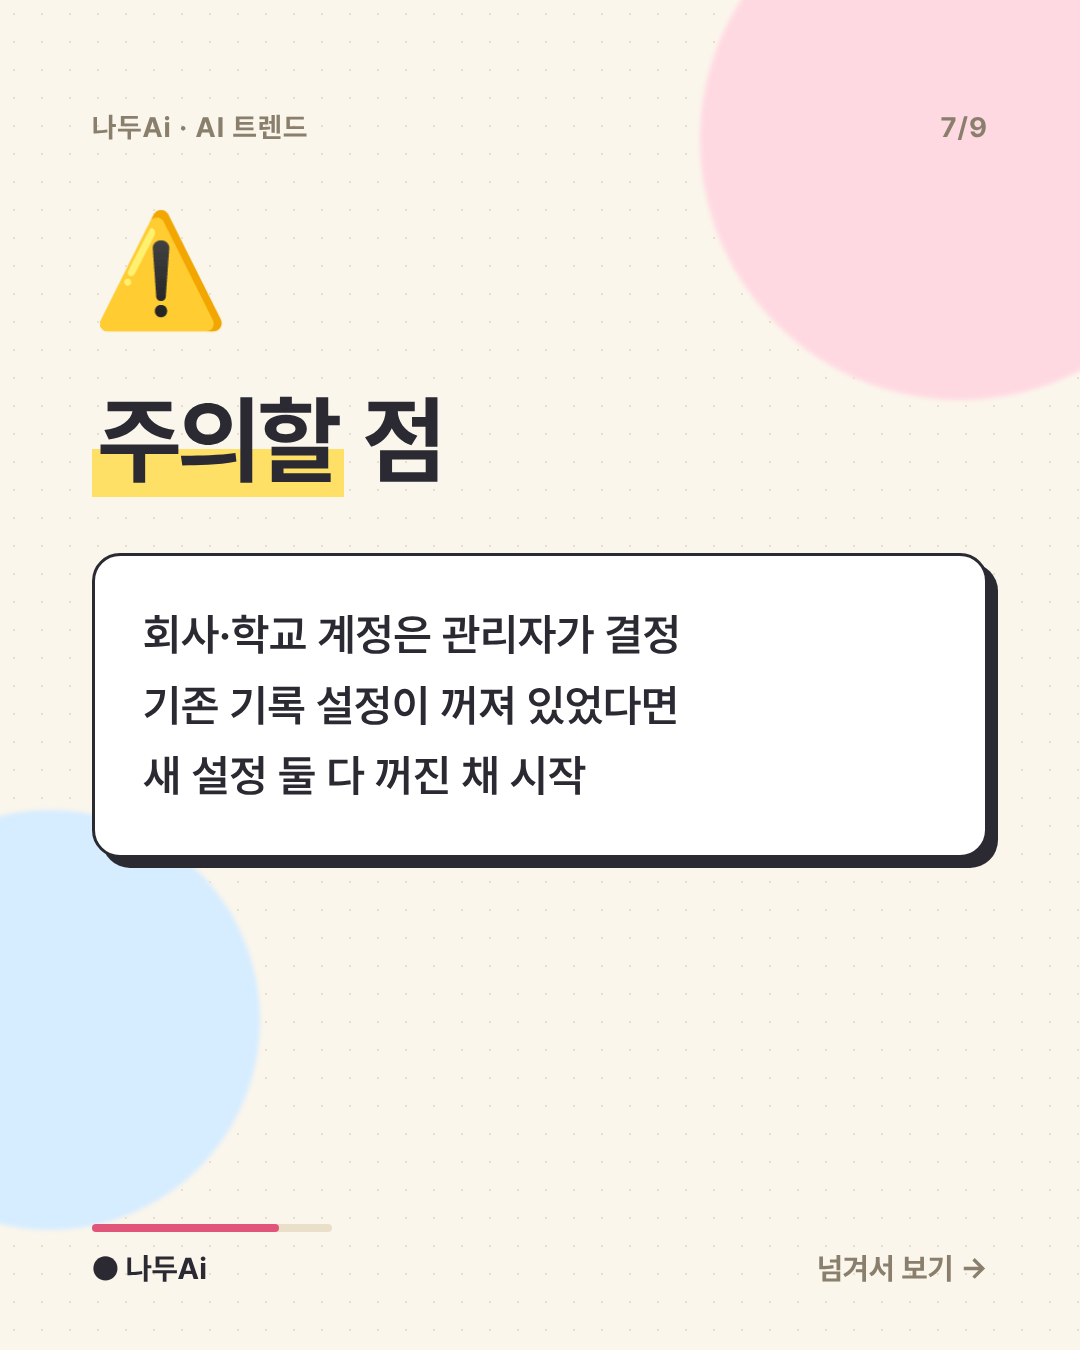 나두Ai · AI 트렌드
7/9
주의할 점
회사·학교 계정은 관리자가 결정
기존 기록 설정이 꺼져 있었다면
새 설정 둘 다 꺼진 채 시작
나두Ai
넘겨서 보기 →